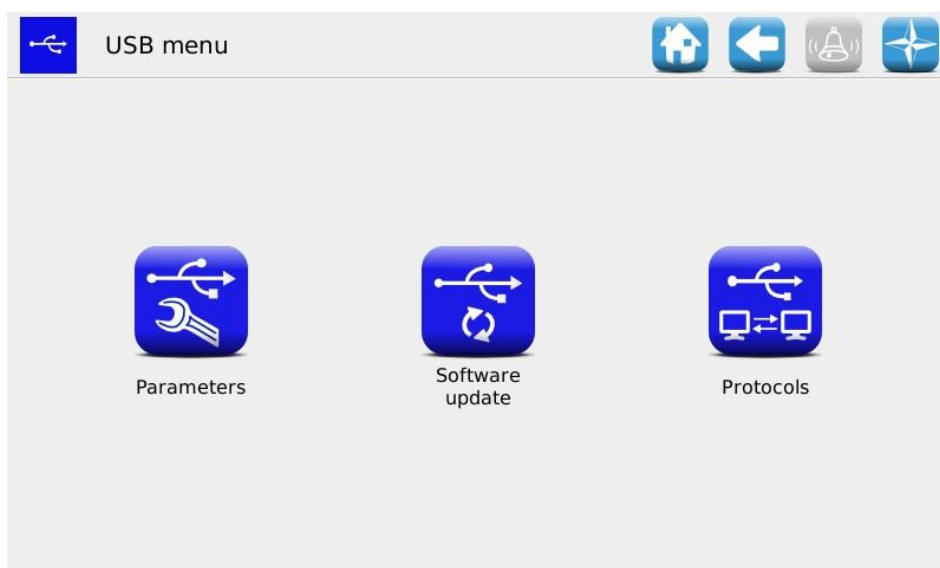 USB menu
Parameters
Software
update
Protocols